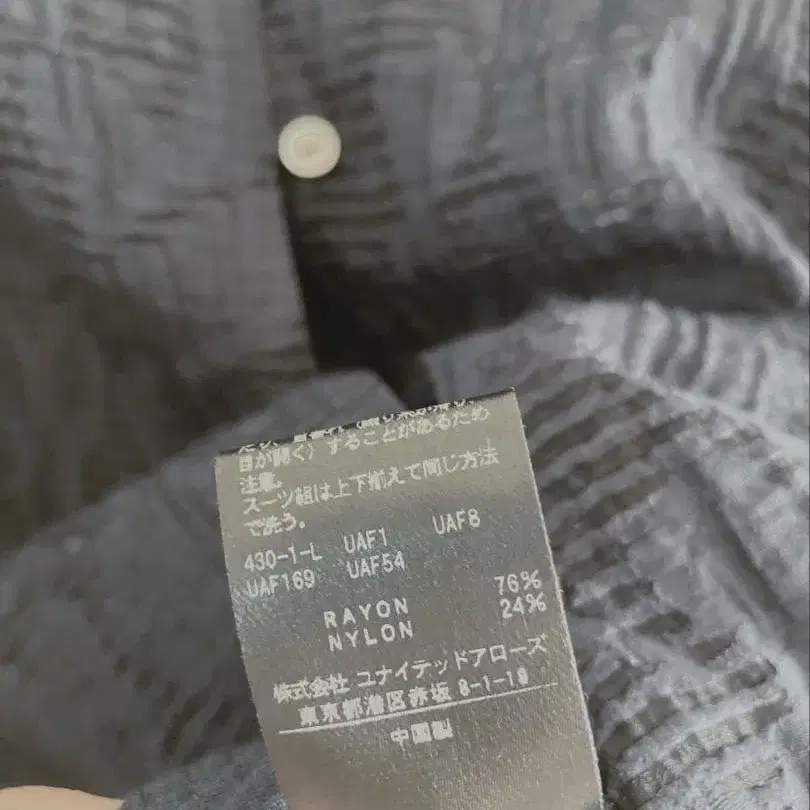 目が開く）することがあるため
注意。
スーツ組は上下揃えて同じ方法
で洗う。
430-1-L UAF1 UAF8
UAF169 UAF54
RAYON 76%
NYLON 24%
株式会社 ユナイテッドアローズ
東京都港区赤坂 8-1-19
中国製